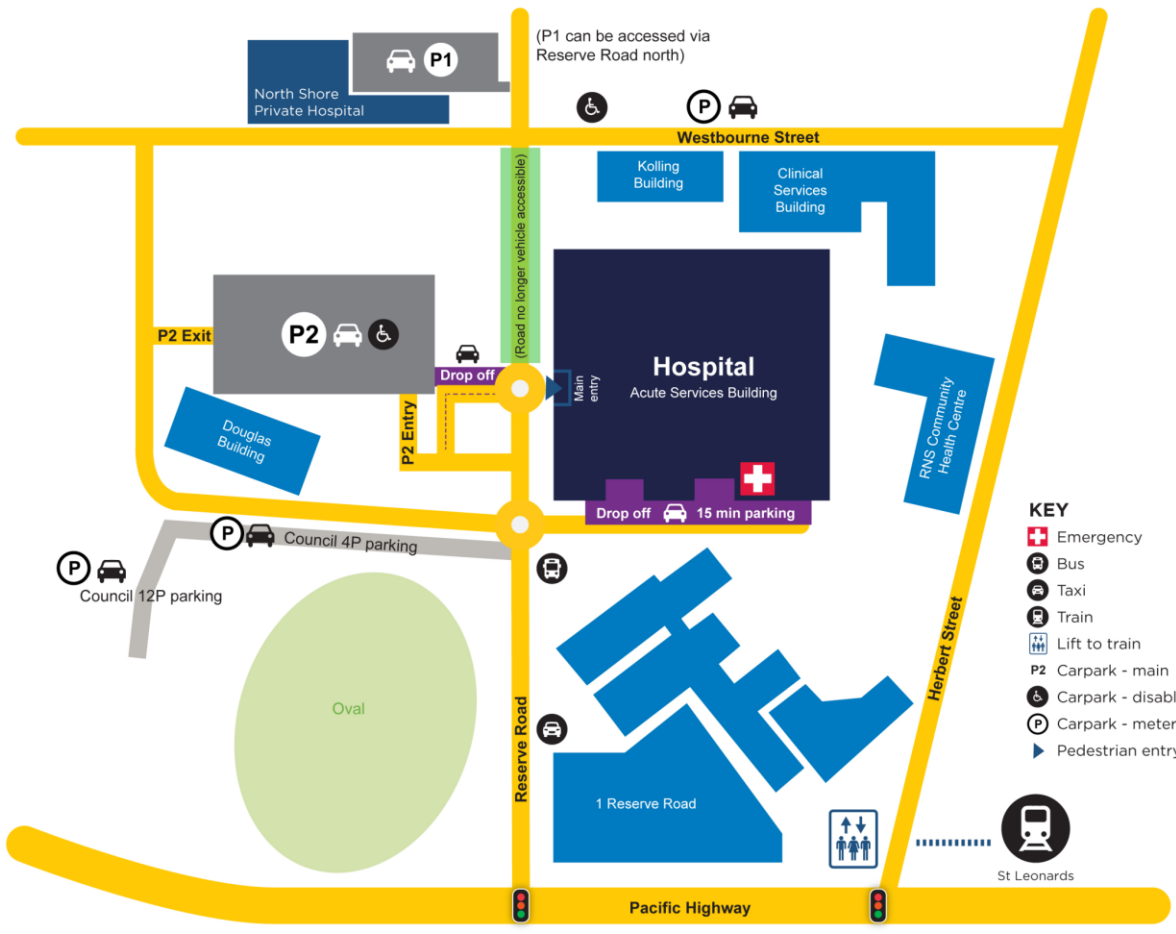 (P1 can be accessed via
Reserve Road north)
P1
North Shore
Private Hospital
P
Westbourne Street
(Road no longer vehicle accessible)
Kolling
Building
Clinical
Services
Building
P2 Exit
P2
Drop off
Main
entry
Hospital
Acute Services Building
P2 Entry
Douglas
Building
RNS Community
Health Centre
Drop off
15 min parking
P
Council 4P parking
P
Council 12P parking
Oval
Reserve Road
1 Reserve Road
Herbert Street
KEY
Emergency
Bus
Taxi
Train
Lift to train
P2 Carpark - main
Carpark - disabl
P Carpark - meter
Pedestrian entry
St Leonards
Pacific Highway